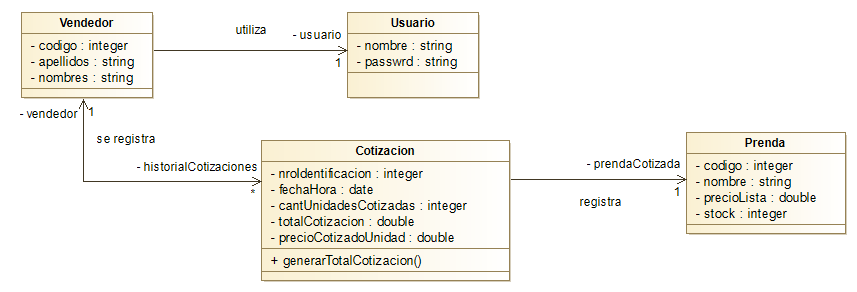 Vendedor
- codigo : integer
- apellidos : string
- nombres : string
utiliza
- usuario
1
Usuario
- nombre : string
- passwrd : string
- vendedor
1
se registra
- historialCotizaciones
*
Cotizacion
- nroIdentificacion : integer
- fechaHora : date
- cantUnidadesCotizadas : integer
- totalCotizacion : double
- precioCotizadoUnidad : double
+ generarTotalCotizacion()
- prendaCotizada
registra
1
Prenda
- codigo : integer
- nombre : string
- precioLista : double
- stock : integer